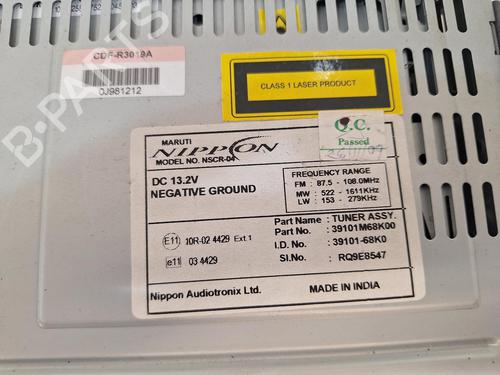 CDF-R3019A
0J981212
CLASS 1 LASER PRODUCT
Q.C.
Passed
MARUTI
NIPPON
MODEL NO. NSCR-04
DC 13.2V
NEGATIVE GROUND
FREQUENCY RANGE
FM : 87.5 - 108.0MHz
MW : 522 - 1611KHz
LW : 153 - 279KHz
Part Name : TUNER ASSY.
Part No. : 39101M68K00
I.D. No. : 39101-68K0
SI.No. : RQ9E8547
E11 10R-02 4429 Ext.1
e11 03 4429
Nippon Audiotronix Ltd.
MADE IN INDIA
B-PARTS